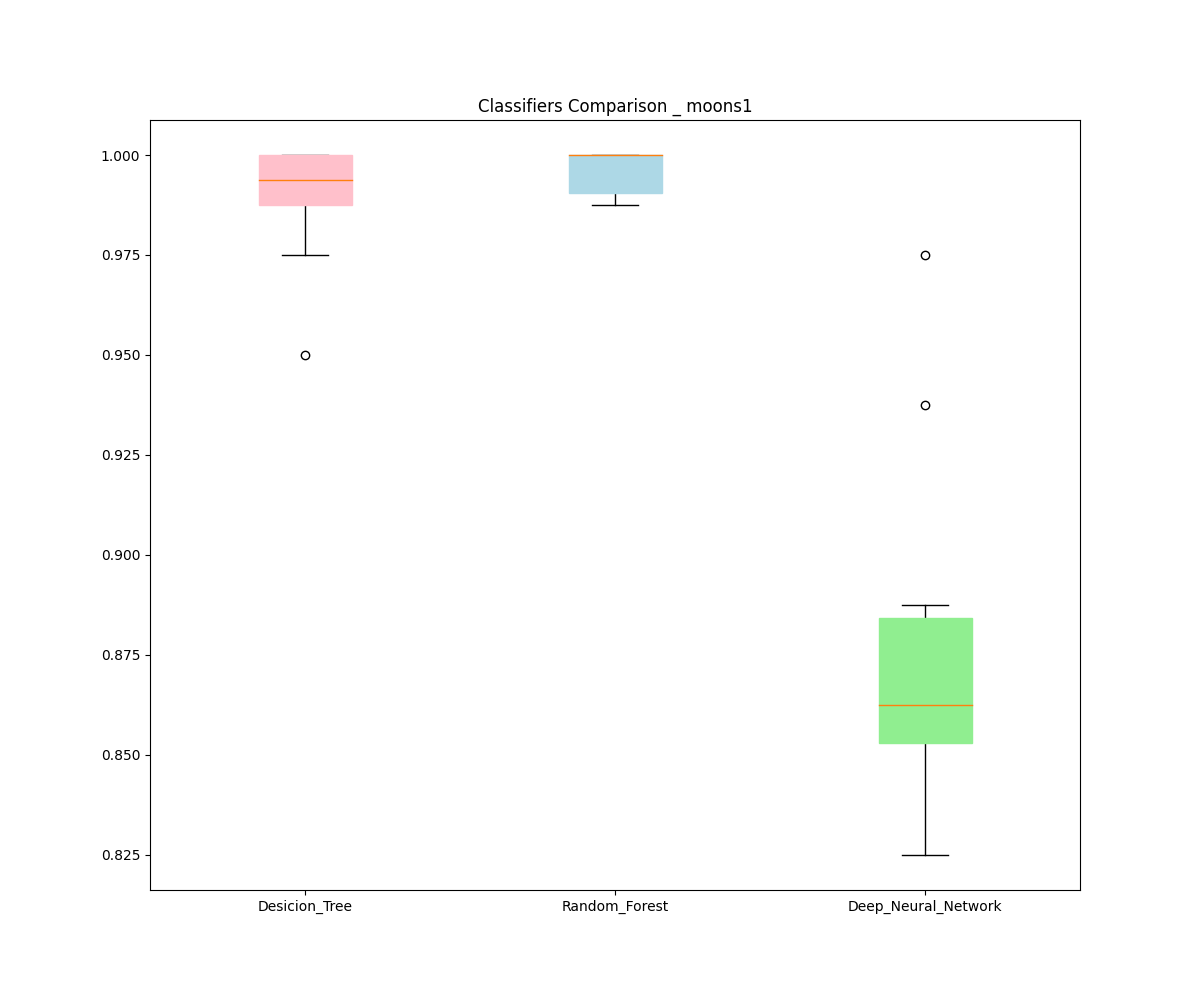 Classifiers Comparison _ moons1
1.000
0.975
0.950
0.925
0.900
0.875
0.850
0.825
Desicion_Tree
Random_Forest
Deep_Neural_Network